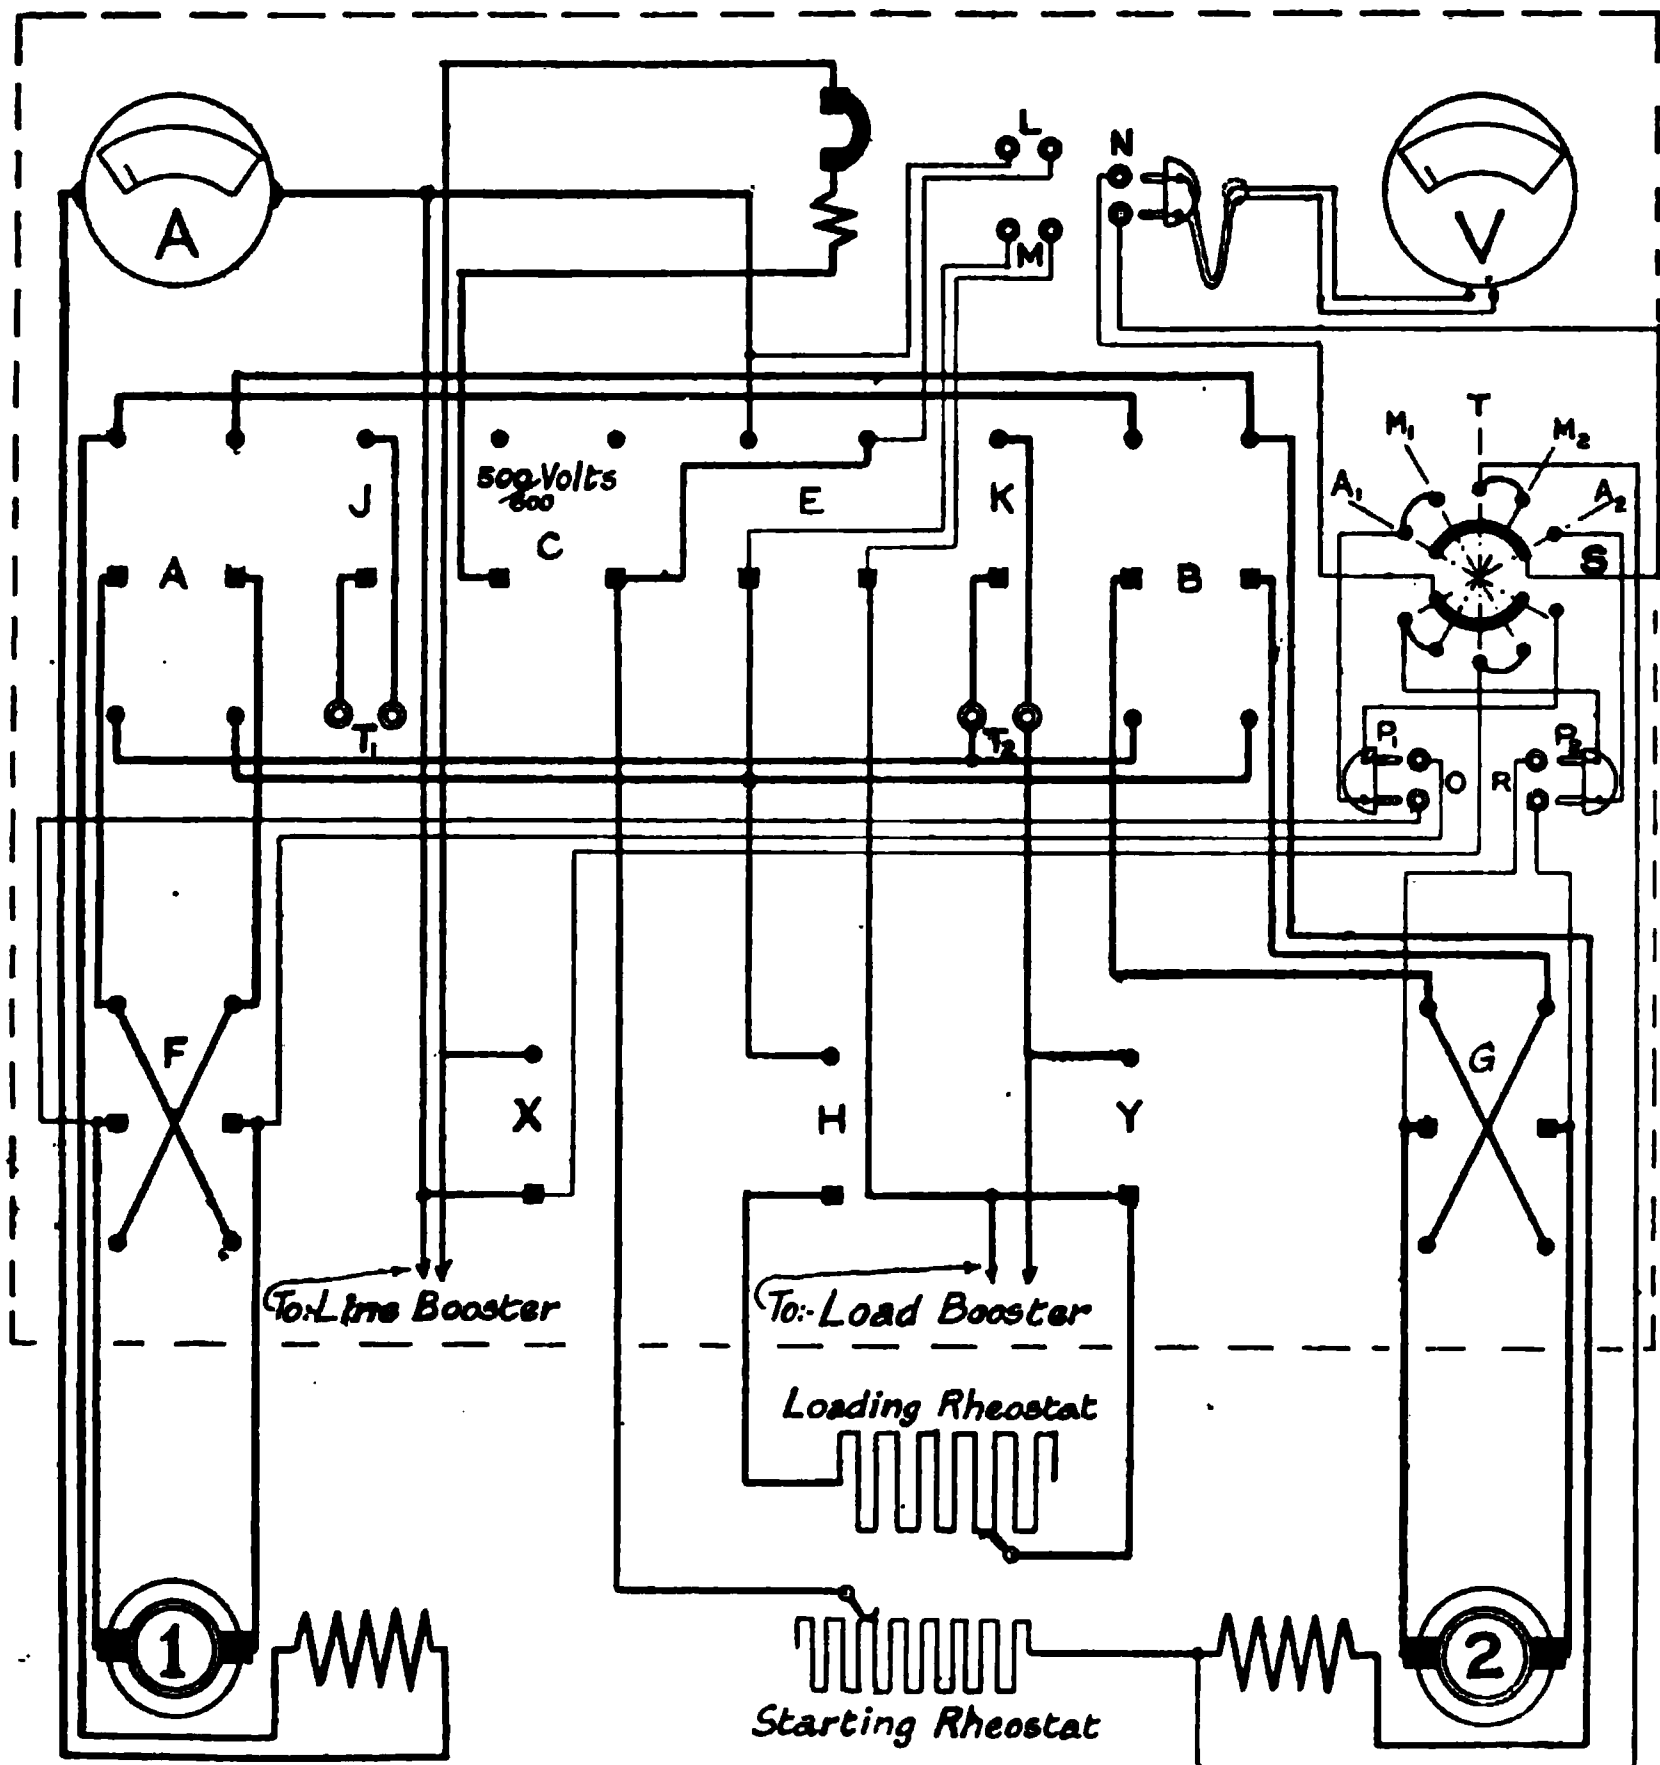 A
V
L
N
M
T
M1
M2
A1
A2
S
J
500 Volts
600
C
E
K
A
B
T1
T2
P1
P2
O
R
F
X
H
Y
G
To:-Line Booster
To:-Load Booster
Loading Rheostat
1
2
Starting Rheostat